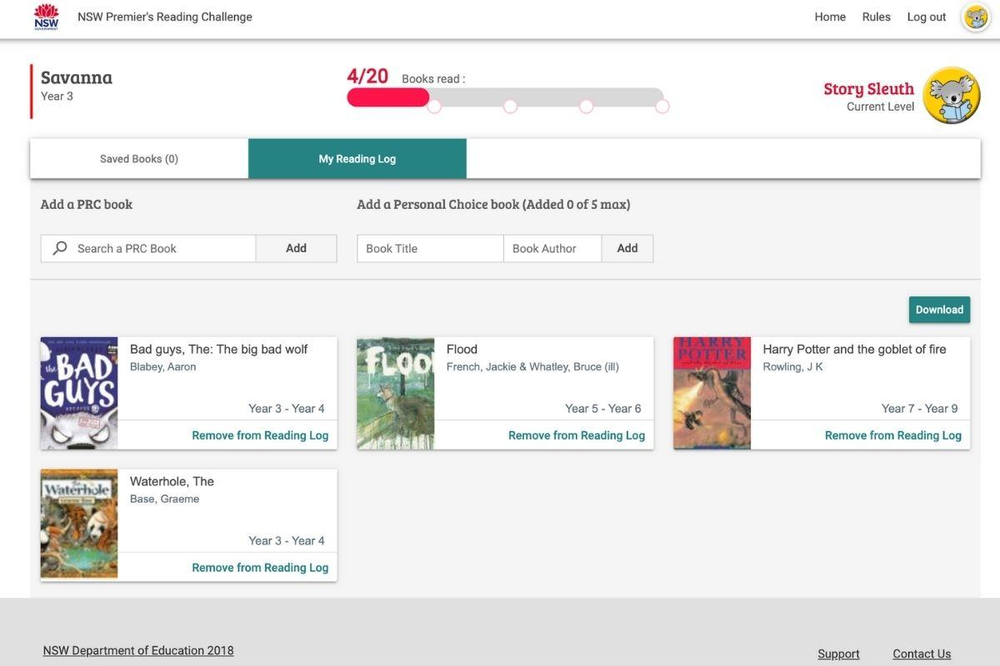 NSW
GOVERNMENT
NSW Premier's Reading Challenge
Home Rules Log out
Savanna
Year 3
4/20 Books read :
Story Sleuth
Current Level
Saved Books (0) My Reading Log
Add a PRC book
Add a Personal Choice book (Added 0 of 5 max)
Search a PRC Book Add
Book Title Book Author Add
Download
the BAD GUYS
Bad guys, The: The big bad wolf
Blabey, Aaron
Year 3 - Year 4
Remove from Reading Log
FLOO
Flood
French, Jackie & Whatley, Bruce (ill)
Year 5 - Year 6
Remove from Reading Log
HARRY POTTER
Harry Potter and the goblet of fire
Rowling, J K
Year 7 - Year 9
Remove from Reading Log
The Waterhole
Graeme Base
Waterhole, The
Base, Graeme
Year 3 - Year 4
Remove from Reading Log
NSW Department of Education 2018
Support Contact Us